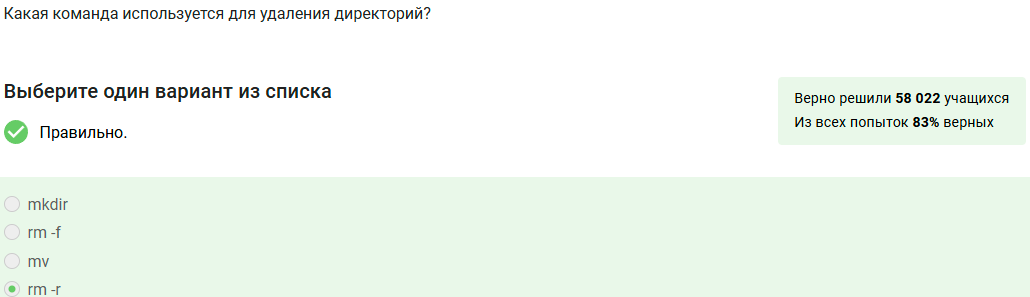 Какая команда используется для удаления директорий?
Выберите один вариант из списка
Верно решили 58 022 учащихся
Из всех попыток 83% верных
Правильно.
mkdir
rm -f
mv
rm -r